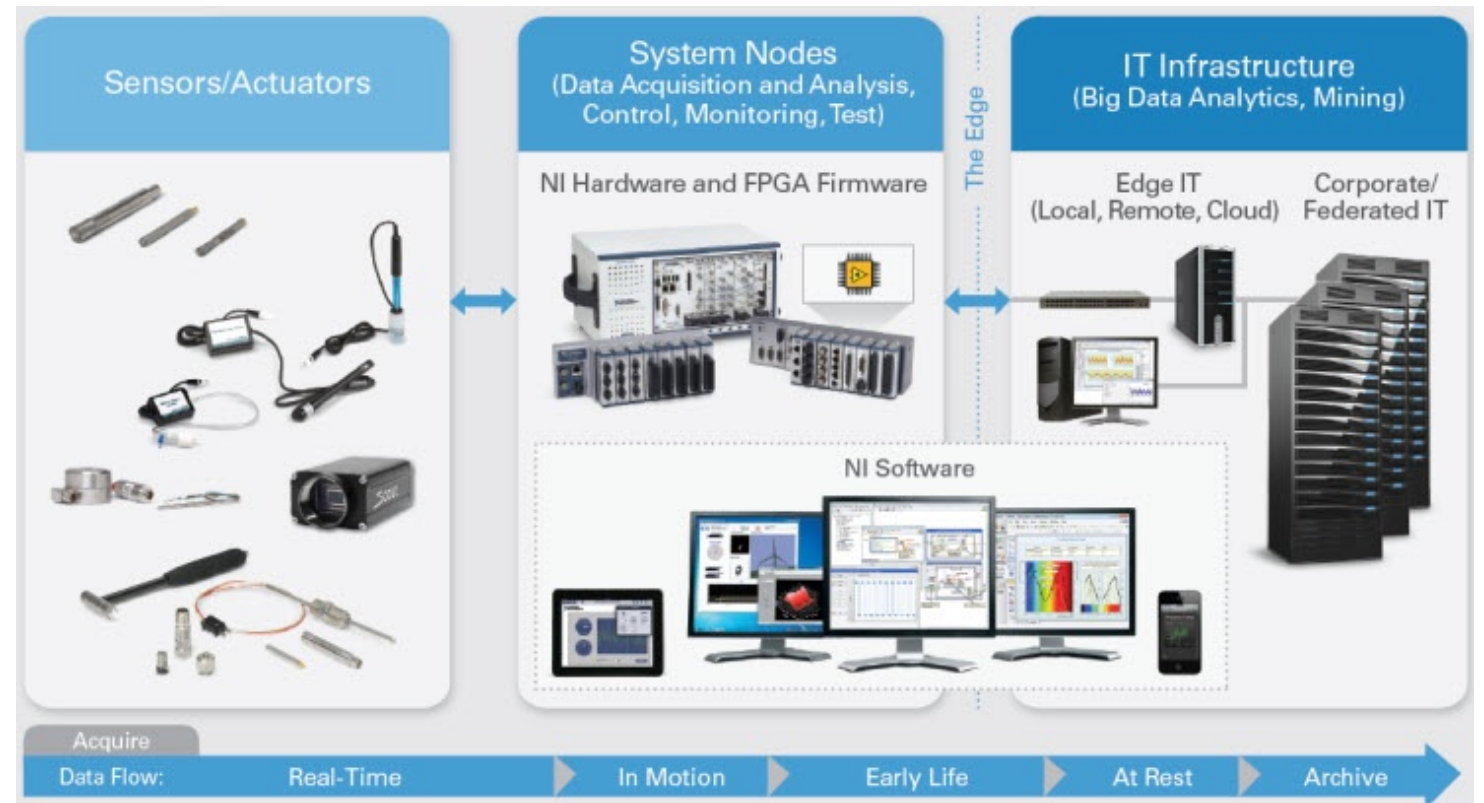 Sensors/Actuators
System Nodes
(Data Acquisition and Analysis,
Control, Monitoring, Test)
The Edge
IT Infrastructure
(Big Data Analytics, Mining)
NI Hardware and FPGA Firmware
Edge IT
(Local, Remote, Cloud)
Corporate/
Federated IT
NI Software
Acquire
Data Flow:
Real-Time
In Motion
Early Life
At Rest
Archive